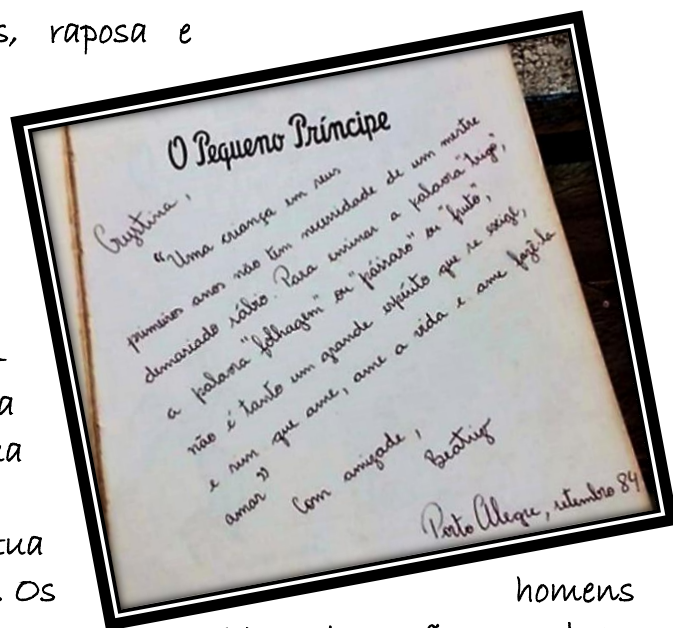 s, raposa e
O Pequeno Príncipe
Crystina,
"Uma criança em seus
primeiros anos não tem necessidade de um mestre
demasiado sábio. Para ensinar a palavra "trigo",
a palavra "folhagem" ou "pássaro" ou "fruto",
não é tanto um grande espírito que se exige,
e sim que ame, ame a vida e ame fazê-la
amar"
Com amizade,
Beatriz
Porto Alegre, setembro 84
a
sa
tua
. Os homens